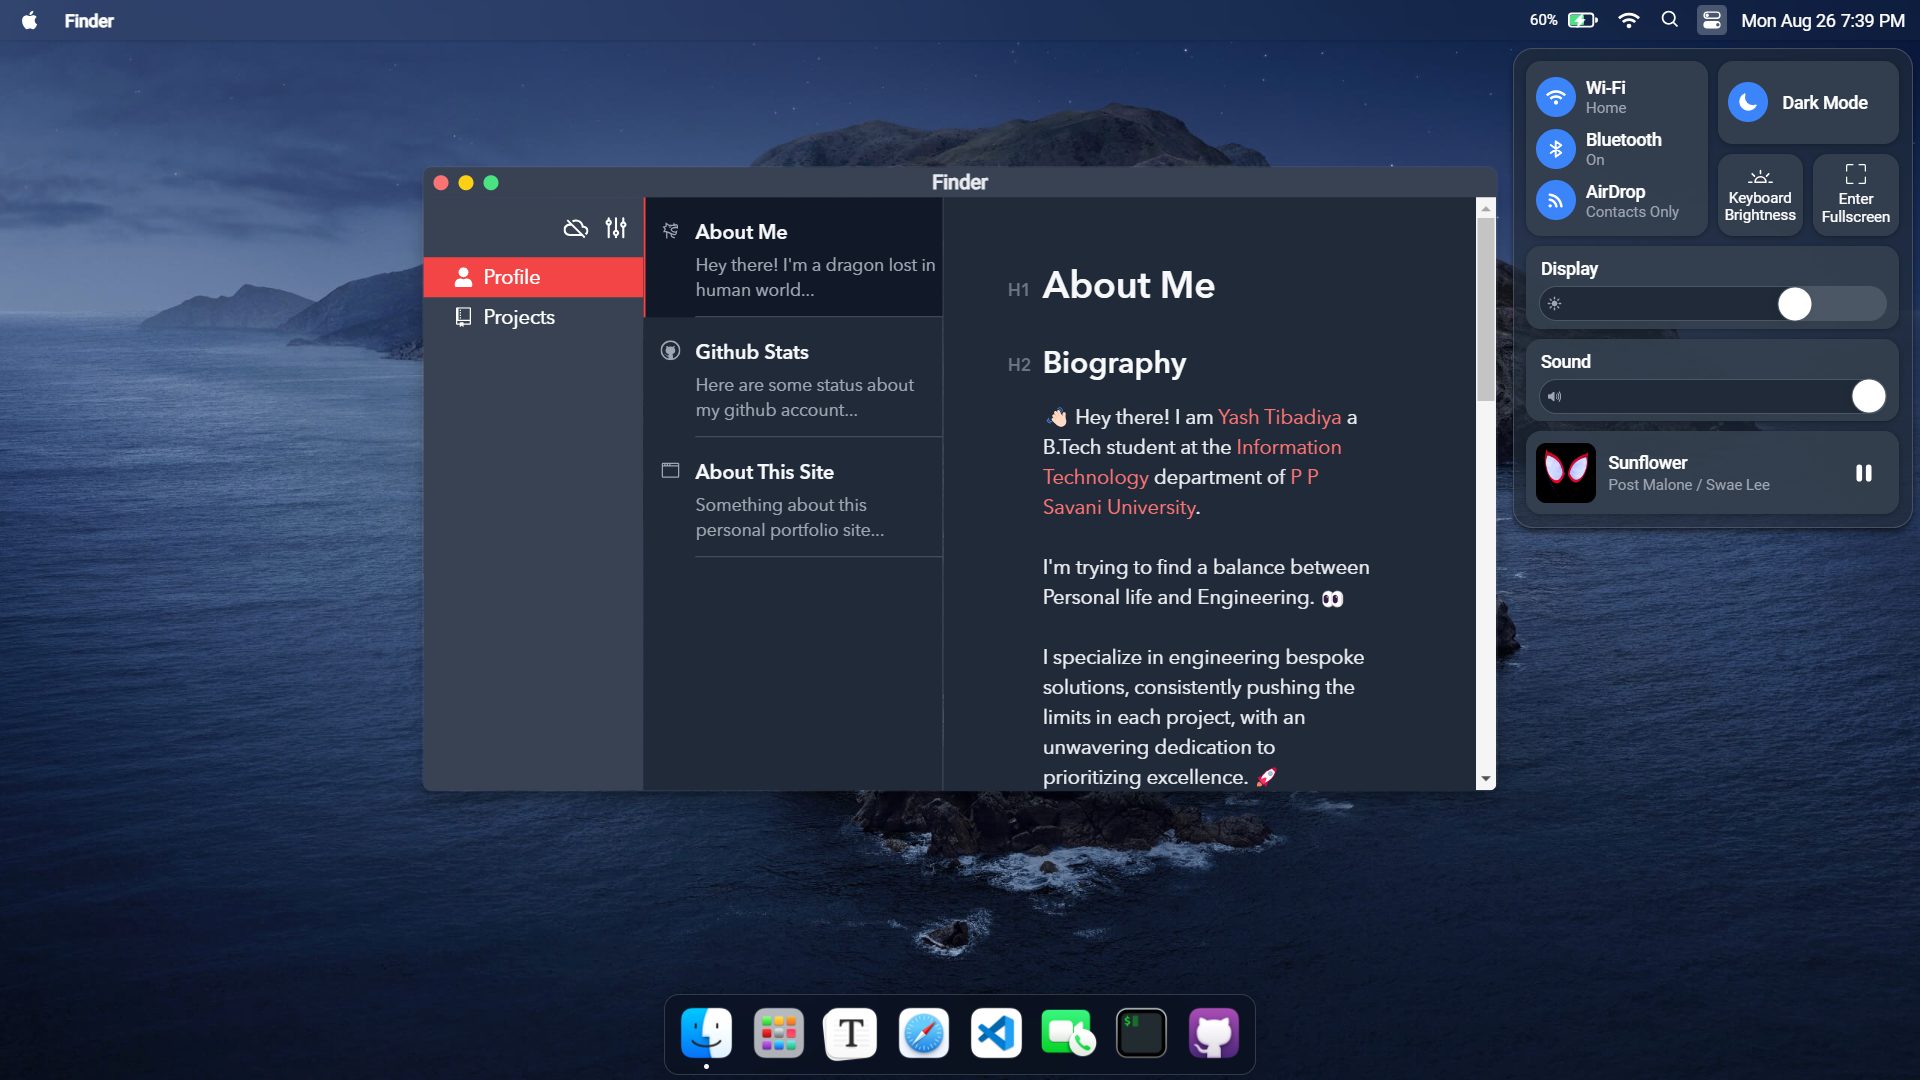 Finder
60%
Mon Aug 26 7:39 PM
Wi-Fi
Home
Bluetooth
On
AirDrop
Contacts Only
Dark Mode
Keyboard
Brightness
Enter
Fullscreen
Display
Sound
Sunflower
Post Malone / Swae Lee
Finder
Profile
Projects
About Me
Hey there! I'm a dragon lost in
human world...
Github Stats
Here are some status about
my github account...
About This Site
Something about this
personal portfolio site...
H1 About Me
H2 Biography
👋🏻 Hey there! I am Yash Tibadiya a
B.Tech student at the Information
Technology department of P P
Savani University.
I'm trying to find a balance between
Personal life and Engineering. 👀
I specialize in engineering bespoke
solutions, consistently pushing the
limits in each project, with an
unwavering dedication to
prioritizing excellence. 🚀
T
$